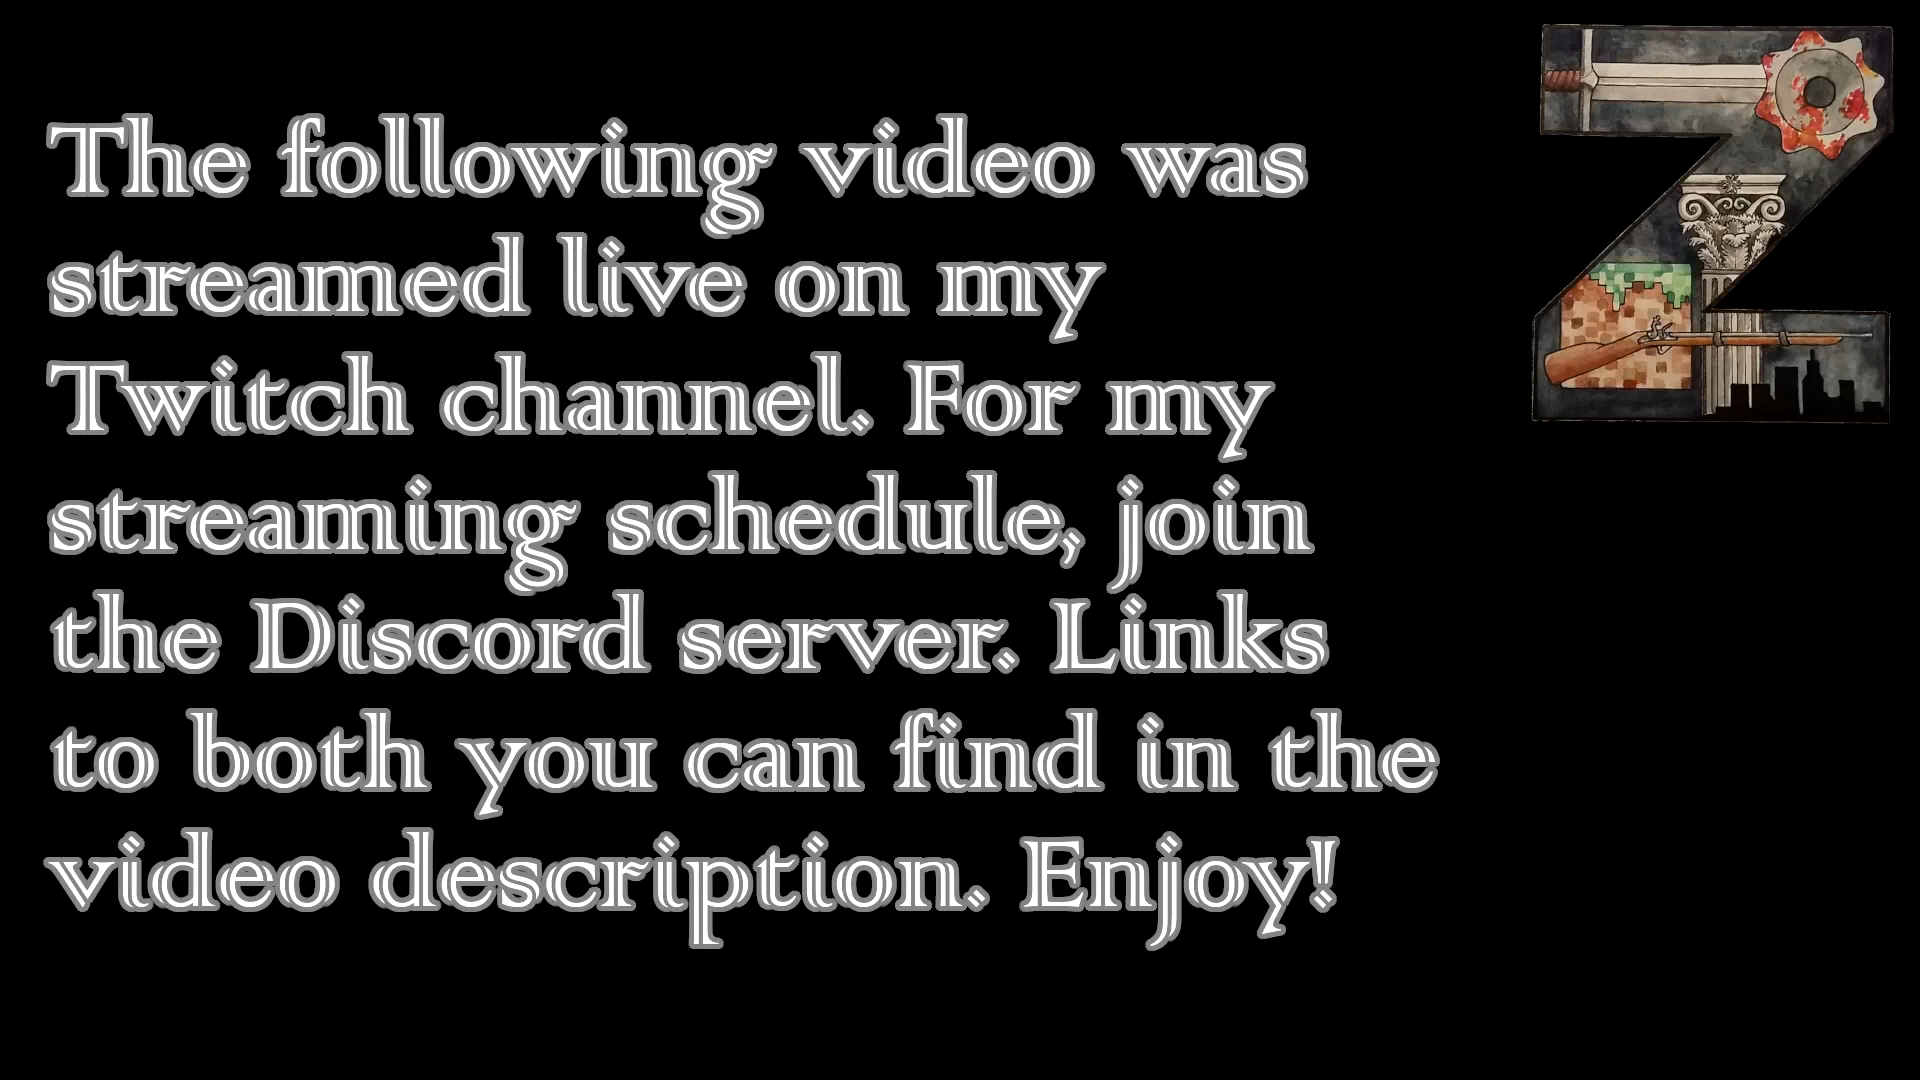 The following video was
streamed live on my
Twitch channel. For my
streaming schedule, join
the Discord server. Links
to both you can find in the
video description. Enjoy!
Z